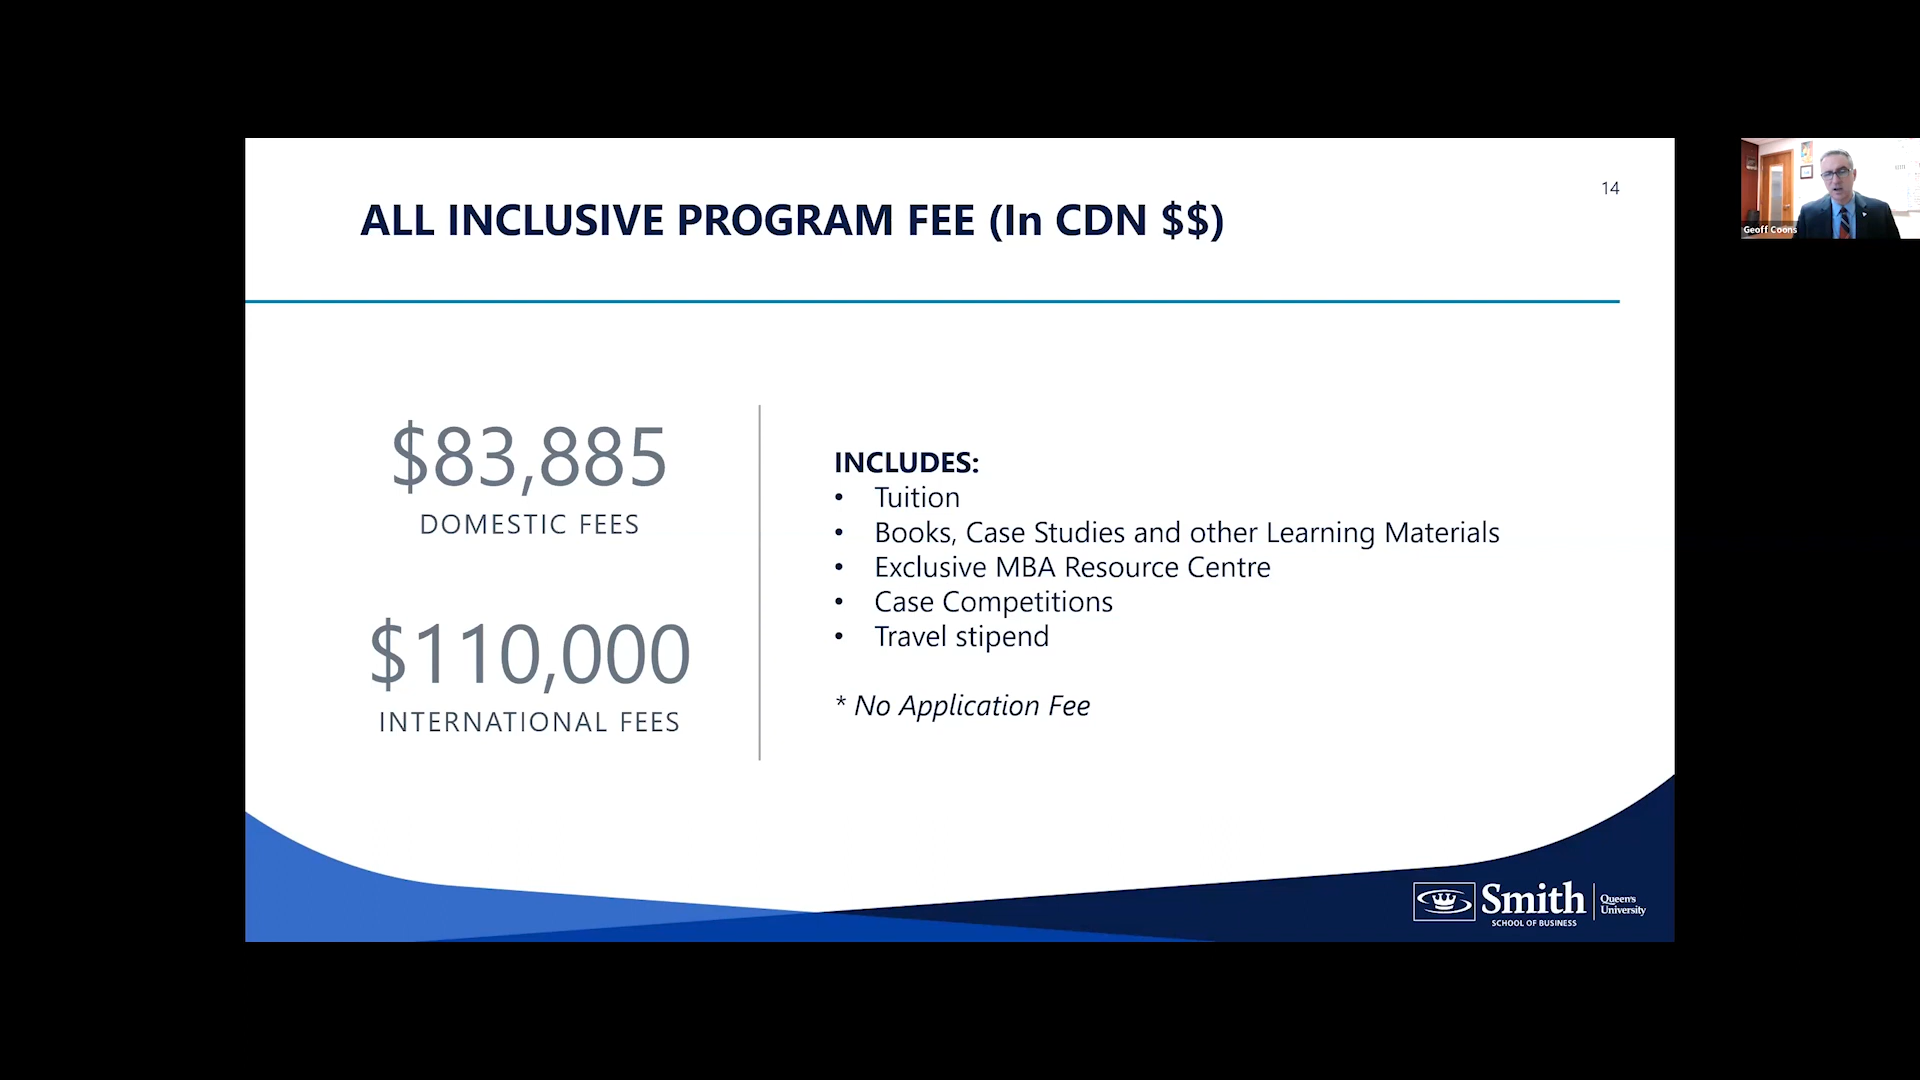 14
ALL INCLUSIVE PROGRAM FEE (In CDN $$)
Geoff Coons
$83,885
DOMESTIC FEES
$110,000
INTERNATIONAL FEES
INCLUDES:
• Tuition
• Books, Case Studies and other Learning Materials
• Exclusive MBA Resource Centre
• Case Competitions
• Travel stipend
* No Application Fee
Smith
SCHOOL OF BUSINESS
Queen's
University